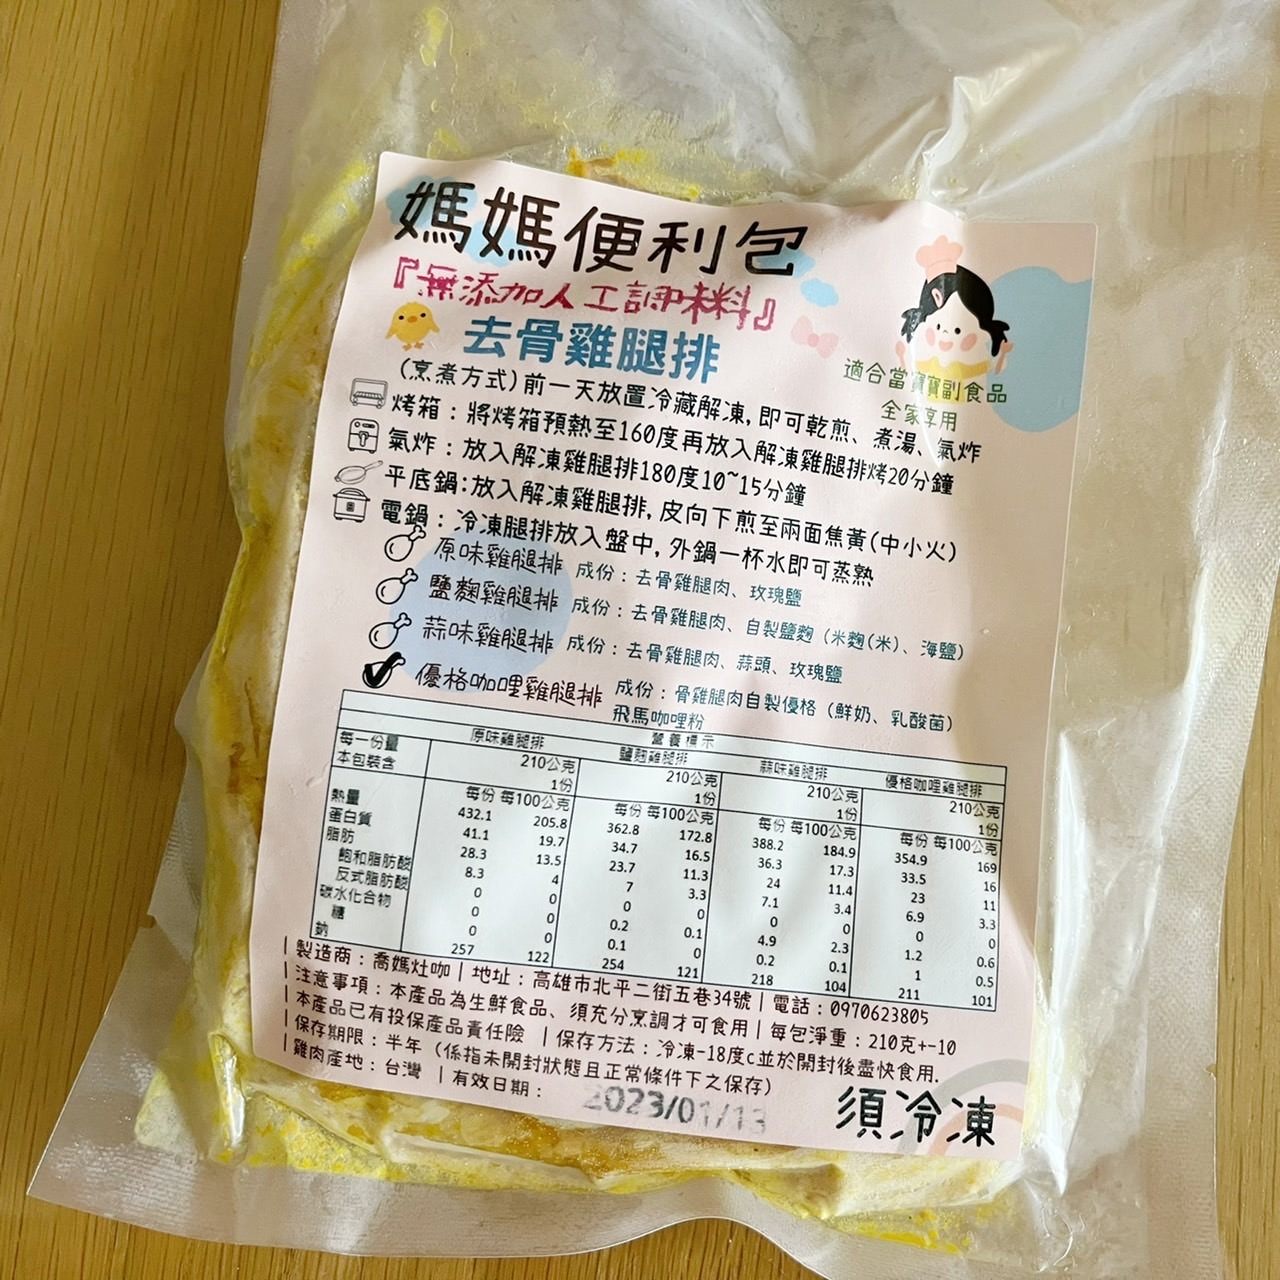 媽媽便利包
『無添加人工調味料』
去骨雞腿排
適合當寶寶副食品
全家享用
(烹煮方式)前一天放置冷藏解凍,即可乾煎、煮湯、氣炸
烤箱：將烤箱預熱至160度再放入解凍雞腿排烤20分鐘
氣炸：放入解凍雞腿排180度10~15分鐘
平底鍋:放入解凍雞腿排,皮向下煎至兩面焦黃(中小火)
電鍋：冷凍腿排放入盤中,外鍋一杯水即可蒸熟
原味雞腿排 成份：去骨雞腿肉、玫瑰鹽
鹽麴雞腿排 成份：去骨雞腿肉、自製鹽麴（米麴(米)、海鹽）
蒜味雞腿排 成份：去骨雞腿肉、蒜頭、玫瑰鹽
優格咖哩雞腿排 成份：骨雞腿肉自製優格（鮮奶、乳酸菌）
飛馬咖哩粉
營養標示
原味雞腿排 鹽麴雞腿排 蒜味雞腿排 優格咖哩雞腿排
每一份量 210公克 210公克 210公克 210公克
本包裝含 1份 1份 1份 1份
每份 每100公克 每份 每100公克 每份 每100公克 每份 每100公克
熱量 432.1 205.8 362.8 172.8 388.2 184.9 354.9 169
蛋白質 41.1 19.7 34.7 16.5 36.3 17.3 33.5 16
脂肪 28.3 13.5 23.7 11.3 24 11.4 23 11
飽和脂肪酸 8.3 4 7 3.3 7.1 3.4 6.9 3.3
反式脂肪酸 0 0 0 0 0 0 0 0
碳水化合物 0 0 0.2 0.1 4.9 2.3 1.2 0.6
糖 0 0 0.1 0 0.2 0.1 1 0.5
鈉 257 122 254 121 218 104 211 101
|製造商：喬媽灶咖|地址：高雄市北平二街五巷34號|電話：0970623805
|注意事項：本產品為生鮮食品、須充分烹調才可食用|每包淨重：210克+-10
|本產品已有投保產品責任險 |保存方法：冷凍-18度c並於開封後盡快食用.
|保存期限：半年（係指未開封狀態且正常條件下之保存）
|雞肉產地：台灣 |有效日期： 2023/01/13
須冷凍